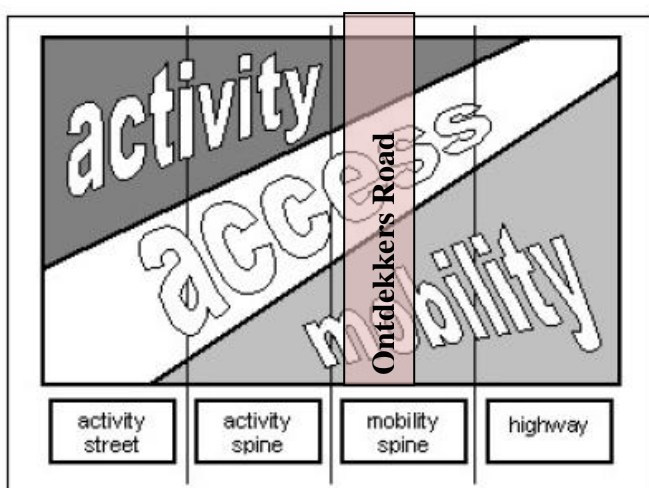 activity
access
mobility
Ontdekkers Road
activity
street
activity
spine
mobility
spine
highway